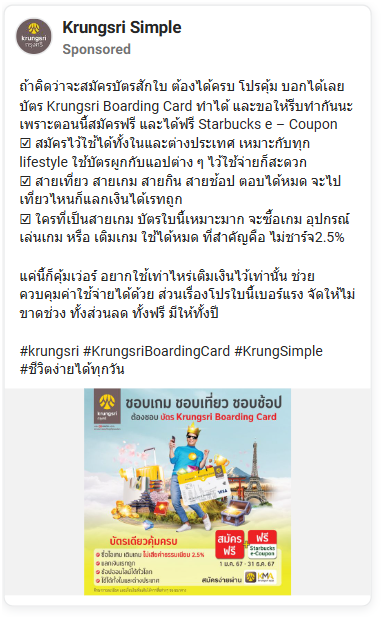 Krungsri Simple
Sponsored
krungsri
กรุงศรี
ถ้าคิดว่าจะสมัครบัตรสักใบ ต้องได้ครบ โปรคุ้ม บอกได้เลย
บัตร Krungsri Boarding Card ทำได้ และขอให้รีบทำกันนะ
เพราะตอนนี้สมัครฟรี และได้ฟรี Starbucks e – Coupon
☑ สมัครไว้ใช้ได้ทั้งในและต่างประเทศ เหมาะกับทุก
lifestyle ใช้บัตรผูกกับแอปต่าง ๆ ไว้ใช้จ่ายก็สะดวก
☑ สายเที่ยว สายเกม สายกิน สายช้อป ตอบได้หมด จะไป
เที่ยวไหนก็แลกเงินได้เรทถูก
☑ ใครที่เป็นสายเกม บัตรใบนี้เหมาะมาก จะซื้อเกม อุปกรณ์
เล่นเกม หรือ เติมเกม ใช้ได้หมด ที่สำคัญคือ ไม่ชาร์จ2.5%
แค่นี้ก็คุ้มเว่อร์ อยากใช้เท่าไหร่เติมเงินไว้เท่านั้น ช่วย
ควบคุมค่าใช้จ่ายได้ด้วย ส่วนเรื่องโปรใบนี้เบอร์แรง จัดให้ไม่
ขาดช่วง ทั้งส่วนลด ทั้งฟรี มีให้ทั้งปี
#krungsri #KrungsriBoardingCard #KrungSimple
#ชีวิตง่ายได้ทุกวัน
krungsri
กรุงศรี
ชอบเกม ชอบเที่ยว ชอบช้อป
ต้องชอบ บัตร Krungsri Boarding Card
VISA
บัตรเดียวคุ้มครบ
ซื้อไอเทม เติมเกม ไม่เสียค่าธรรมเนียม 2.5%
แลกเงินเรทถูก
ช้อปออนไลน์ได้ทั่วโลก
ใช้ได้ทั้งในและต่างประเทศ
สมัคร
ฟรี
+
ฟรี
Starbucks
e-Coupon
1 ม.ค. 67 - 31 ธ.ค. 67
สมัครง่ายผ่าน
KMA